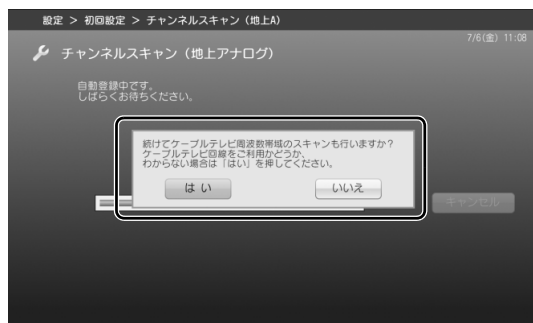 設定 > 初回設定 > チャンネルスキャン（地上A）
7/6(金) 11:08
チャンネルスキャン（地上アナログ）
自動登録中です。
しばらくお待ちください。
続けてケーブルテレビ周波数帯域のスキャンも行いますか？
ケーブルテレビ回線をご利用かどうか、
わからない場合は「はい」を押してください。
はい
いいえ
キャンセル